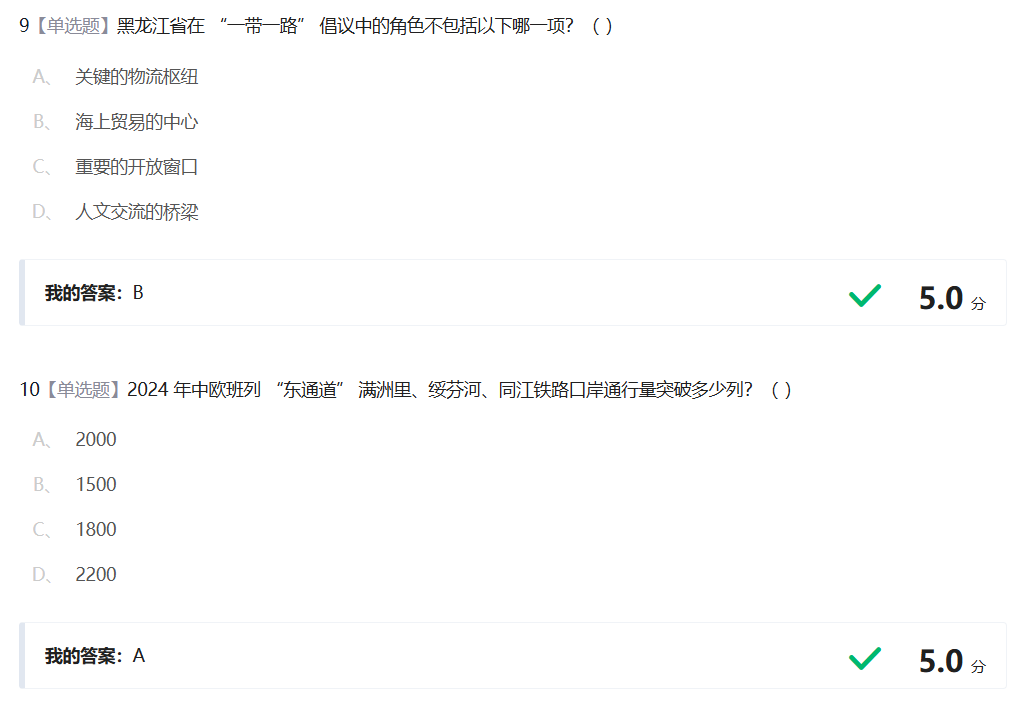 9【单选题】黑龙江省在 “一带一路” 倡议中的角色不包括以下哪一项？（ ）
A、 关键的物流枢纽
B、 海上贸易的中心
C、 重要的开放窗口
D、 人文交流的桥梁
我的答案：B 5.0 分
10【单选题】2024 年中欧班列 “东通道” 满洲里、绥芬河、同江铁路口岸通行量突破多少列？（ ）
A、 2000
B、 1500
C、 1800
D、 2200
我的答案：A 5.0 分